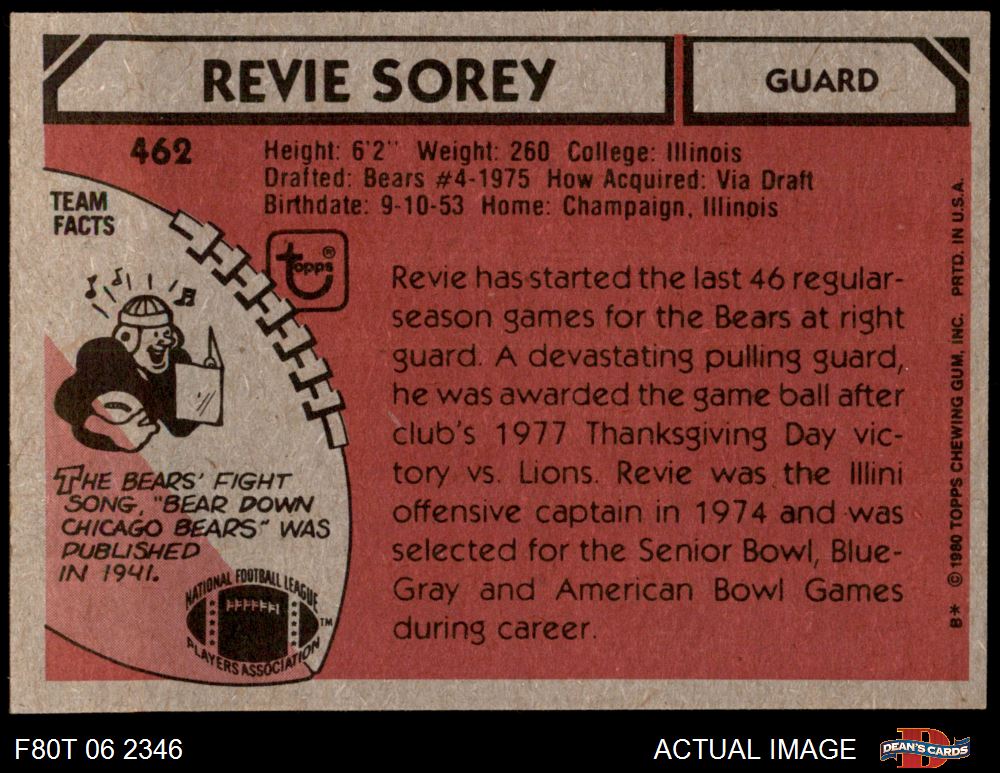 REVIE SOREY
GUARD
462
Height: 6'2" Weight: 260 College: Illinois
Drafted: Bears #4-1975 How Acquired: Via Draft
Birthdate: 9-10-53 Home: Champaign, Illinois
TEAM
FACTS
topps®
Revie has started the last 46 regular-
season games for the Bears at right
guard. A devastating pulling guard,
he was awarded the game ball after
club's 1977 Thanksgiving Day vic-
tory vs. Lions. Revie was the Illini
offensive captain in 1974 and was
selected for the Senior Bowl, Blue-
Gray and American Bowl Games
during career.
THE BEARS' FIGHT
SONG, "BEAR DOWN
CHICAGO BEARS" WAS
PUBLISHED
IN 1941.
NATIONAL FOOTBALL LEAGUE
PLAYERS ASSOCIATION
TM
B* © 1980 TOPPS CHEWING GUM, INC. PRTD. IN U.S.A.
F80T 06 2346
ACTUAL IMAGE
DEAN'S CARDS